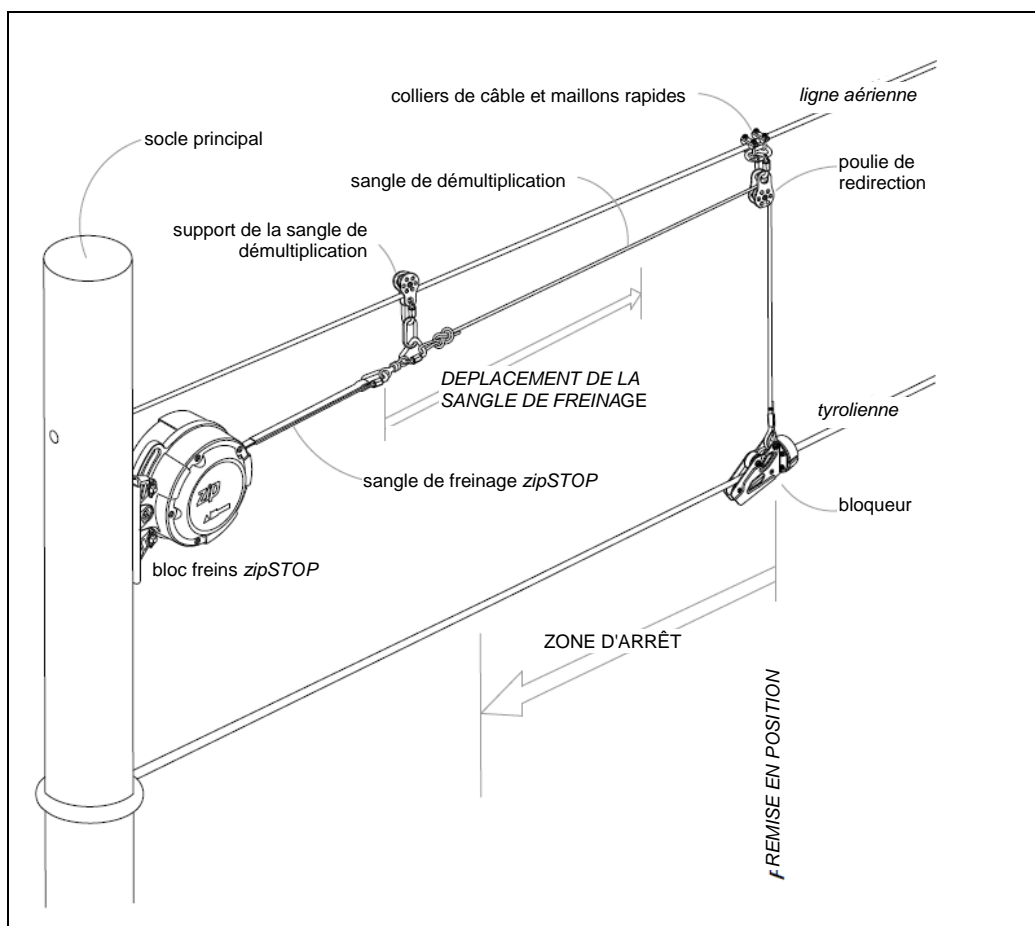 colliers de câble et maillons rapides
ligne aérienne
socle principal
poulie de
redirection
sangle de démultiplication
support de la sangle de
démultiplication
DEPLACEMENT DE LA
SANGLE DE FREINAGE
tyrolienne
zip
sangle de freinage zipSTOP
bloqueur
bloc freins zipSTOP
ZONE D'ARRÊT
REMISE EN POSITION